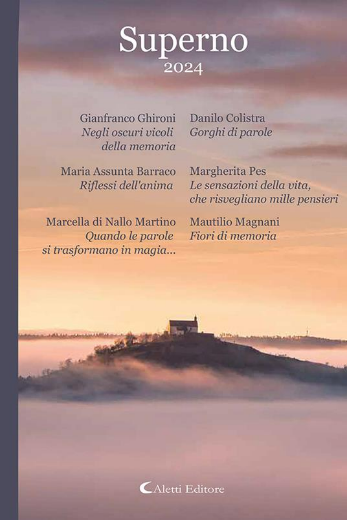 Superno
2024
Gianfranco Ghironi
Negli oscuri vicoli
della memoria
Danilo Colistra
Gorghi di parole
Maria Assunta Barraco
Riflessi dell'anima
Margherita Pes
Le sensazioni della vita,
che risvegliano mille pensieri
Marcella di Nallo Martino
Quando le parole
si trasformano in magia...
Mautilio Magnani
Fiori di memoria
Aletti Editore